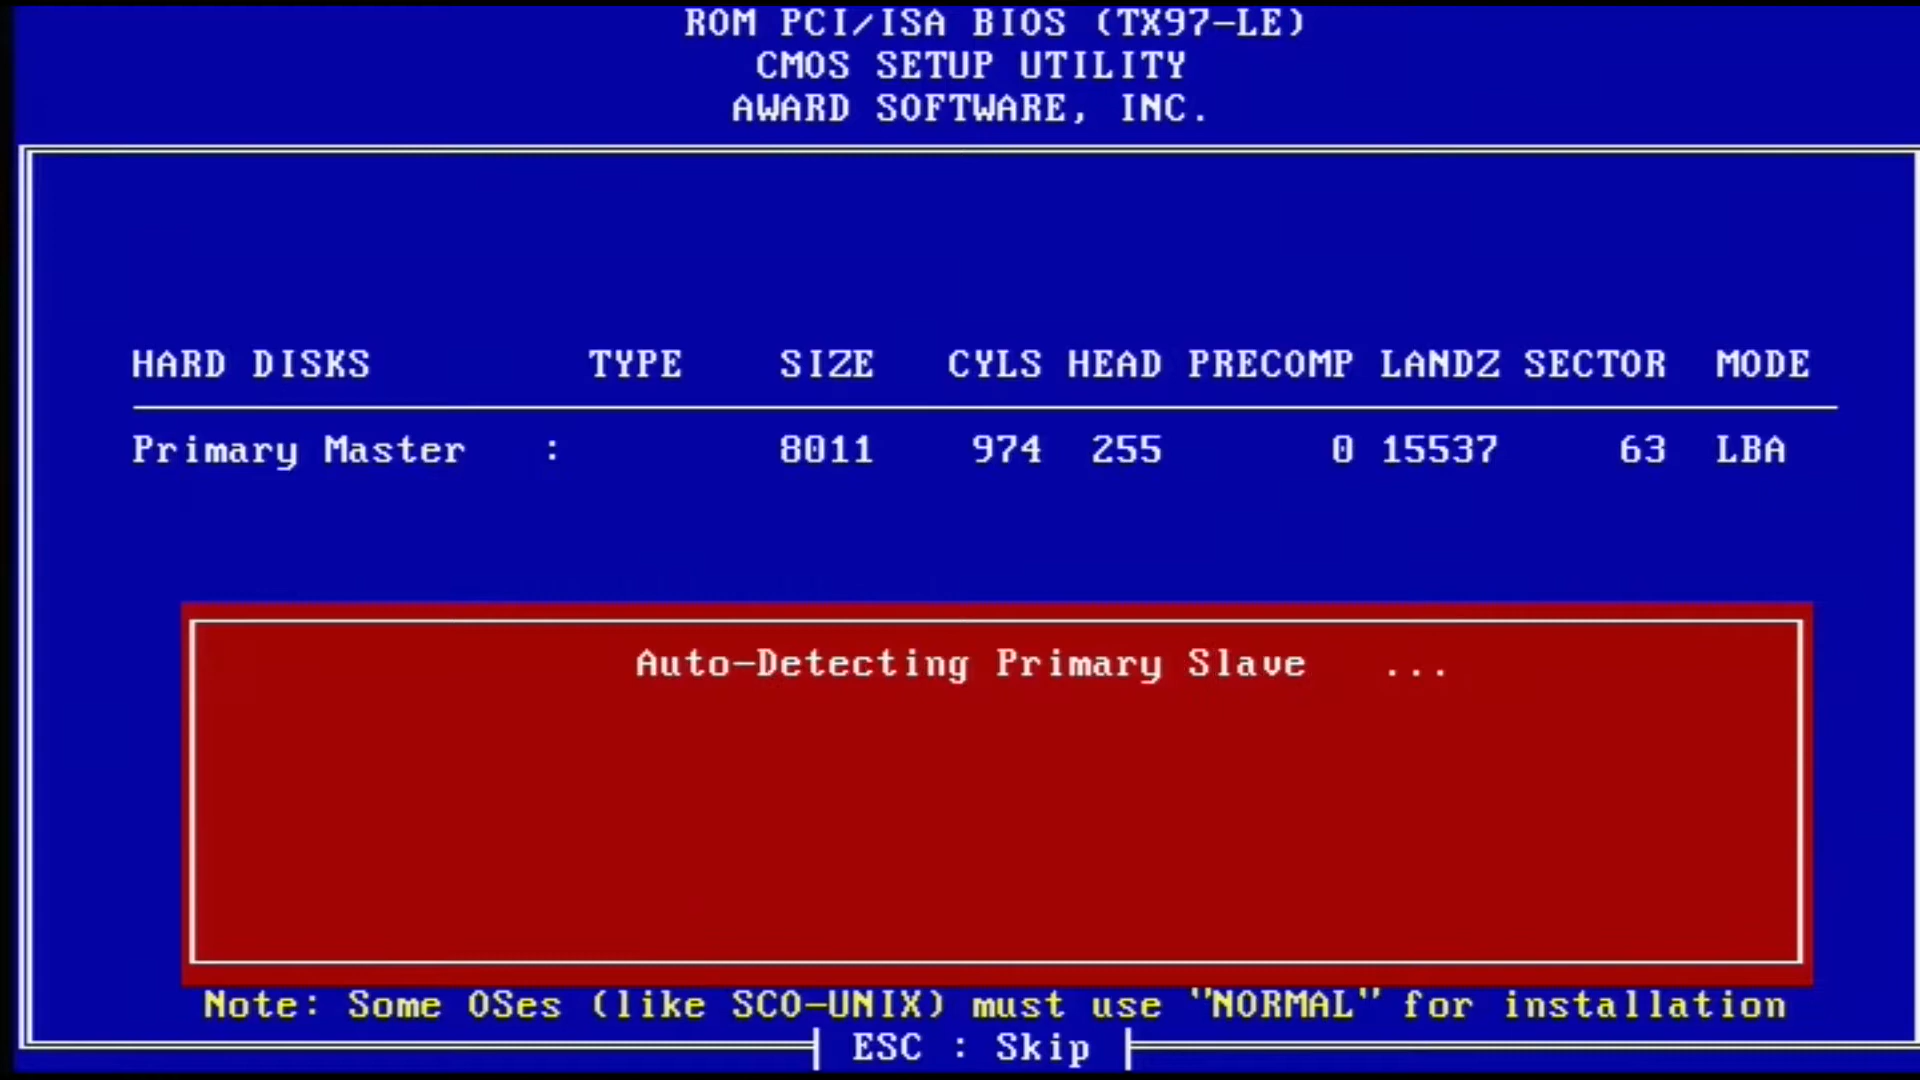 ROM PCI/ISA BIOS (TX97-LE)
CMOS SETUP UTILITY
AWARD SOFTWARE, INC.
HARD DISKS TYPE SIZE CYLS HEAD PRECOMP LANDZ SECTOR MODE
Primary Master : 8011 974 255 0 15537 63 LBA
Auto-Detecting Primary Slave ...
Note: Some OSes (like SCO-UNIX) must use "NORMAL" for installation
ESC : Skip